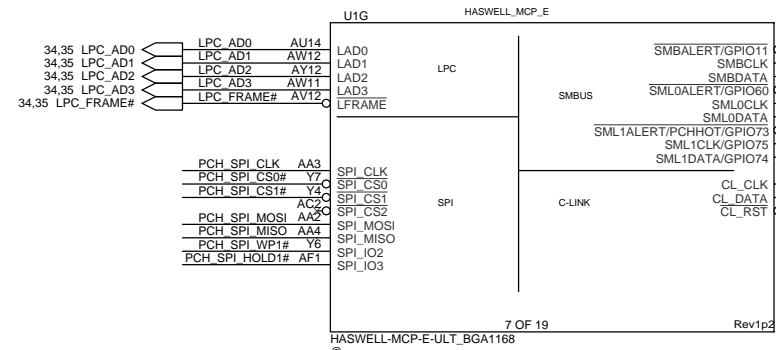 U1G
HASWELL_MCP_E
34,35 LPC_AD0 LPC_AD0 AU14 LAD0
34,35 LPC_AD1 LPC_AD1 AW12 LAD1
34,35 LPC_AD2 LPC_AD2 AY12 LAD2
34,35 LPC_AD3 LPC_AD3 AW11 LAD3
34,35 LPC_FRAME# LPC_FRAME# AV12 LFRAME
LPC
SMBUS
SMBALERT/GPIO11
SMBCLK
SMBDATA
SML0ALERT/GPIO60
SML0CLK
SML0DATA
SML1ALERT/PCHHOT/GPIO73
SML1CLK/GPIO75
SML1DATA/GPIO74
PCH_SPI_CLK AA3 SPI_CLK
PCH_SPI_CS0# Y7 SPI_CS0
PCH_SPI_CS1# Y4 SPI_CS1
AC2 SPI_CS2
PCH_SPI_MOSI AA2 SPI_MOSI
PCH_SPI_MISO AA4 SPI_MISO
PCH_SPI_WP1# Y6 SPI_IO2
PCH_SPI_HOLD1# AF1 SPI_IO3
SPI
C-LINK
CL_CLK
CL_DATA
CL_RST
7 OF 19
Rev1p2
HASWELL-MCP-E-ULT_BGA1168
@